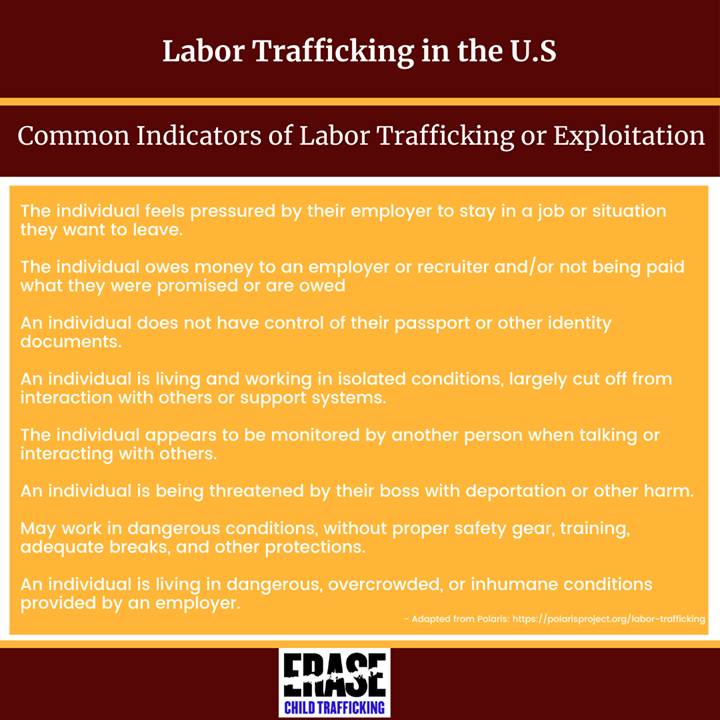 Labor Trafficking in the U.S
Common Indicators of Labor Trafficking or Exploitation
The individual feels pressured by their employer to stay in a job or situation
they want to leave.
The individual owes money to an employer or recruiter and/or not being paid
what they were promised or are owed
An individual does not have control of their passport or other identity
documents.
An individual is living and working in isolated conditions, largely cut off from
interaction with others or support systems.
The individual appears to be monitored by another person when talking or
interacting with others.
An individual is being threatened by their boss with deportation or other harm.
May work in dangerous conditions, without proper safety gear, training,
adequate breaks, and other protections.
An individual is living in dangerous, overcrowded, or inhumane conditions
provided by an employer.
- Adapted from Polaris: https://polarisproject.org/labor-trafficking
ERASE
CHILD TRAFFICKING